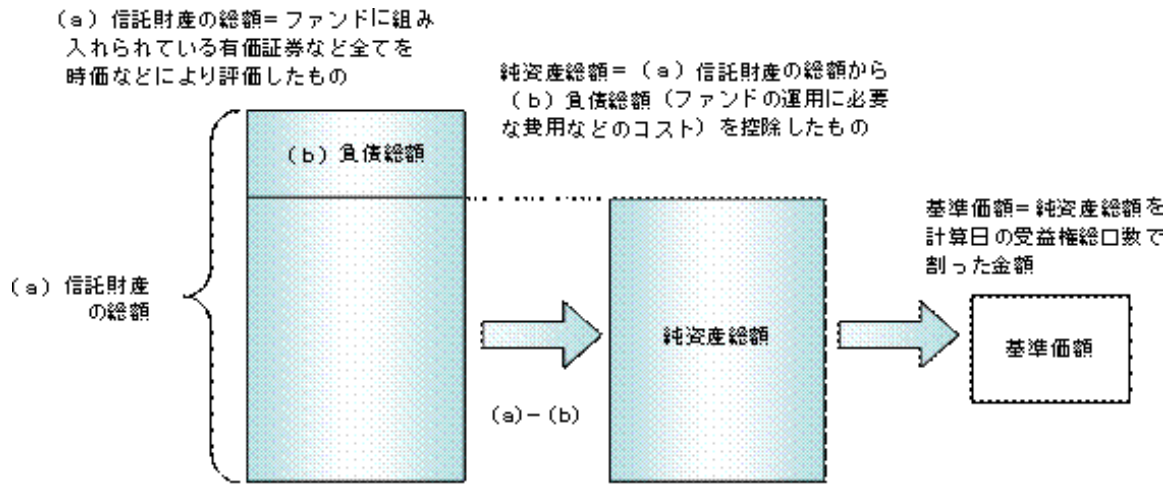 (a)信託財産の総額=ファンドに組み
入れられている有価証券など全てを
時価などにより評価したもの
純資産総額=(a)信託財産の総額から
(b)負債総額(ファンドの運用に必要
な費用などのコスト)を控除したもの
(b)負債総額
基準価額=純資産総額を
計算日の受益権総口数で
割った金額
(a)信託財産
の総額
純資産総額
基準価額
(a)-(b)